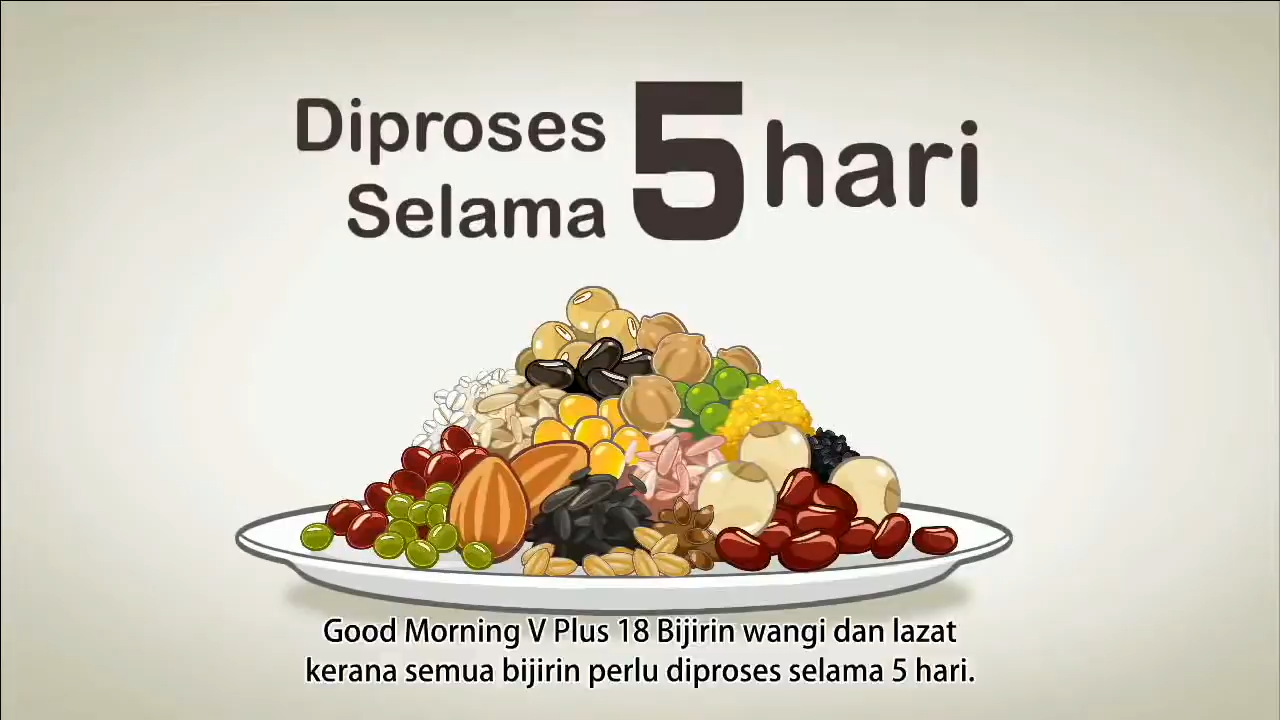 Diproses
Selama
5 hari
Good Morning V Plus 18 Bijirin wangi dan lazat
kerana semua bijirin perlu diproses selama 5 hari.